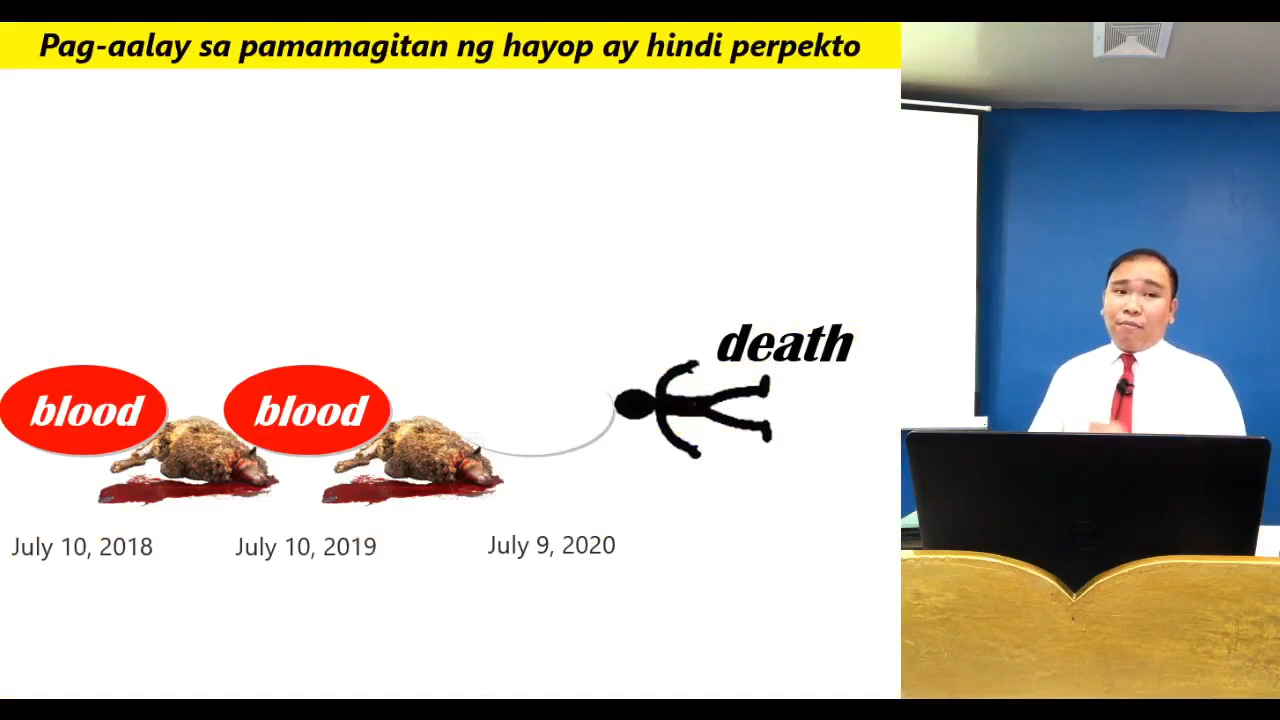 Pag-aalay sa pamamagitan ng hayop ay hindi perpekto
death
blood
blood
July 10, 2018
July 10, 2019
July 9, 2020